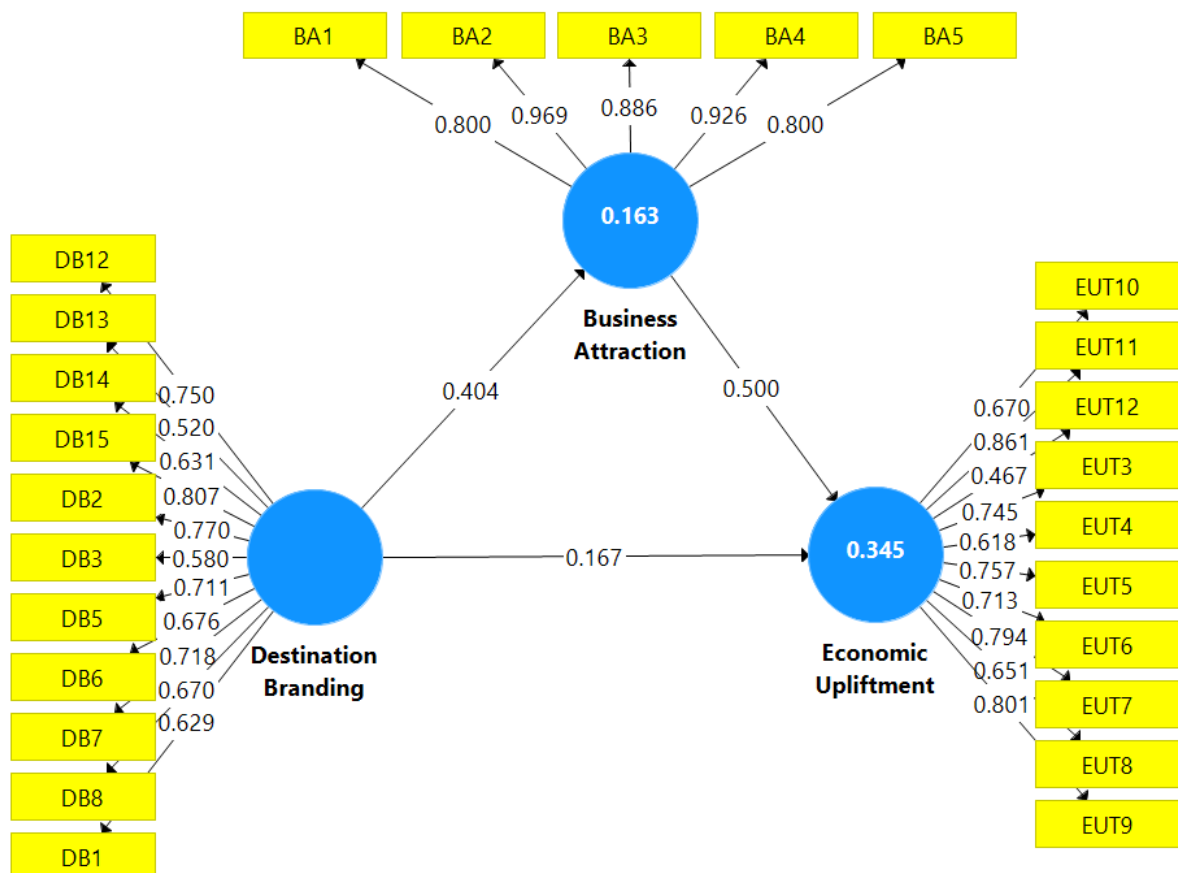 BA1
BA2
BA3
BA4
BA5
0.800
0.969
0.886
0.926
0.800
0.163
Business
Attraction
DB12
DB13
DB14
DB15
DB2
DB3
DB5
DB6
DB7
DB8
DB1
0.750
0.520
0.631
0.807
0.770
0.580
0.711
0.676
0.718
0.670
0.629
Destination
Branding
0.404
0.500
0.167
0.345
Economic
Upliftment
0.670
0.861
0.467
0.745
0.618
0.757
0.713
0.794
0.651
0.801
EUT10
EUT11
EUT12
EUT3
EUT4
EUT5
EUT6
EUT7
EUT8
EUT9